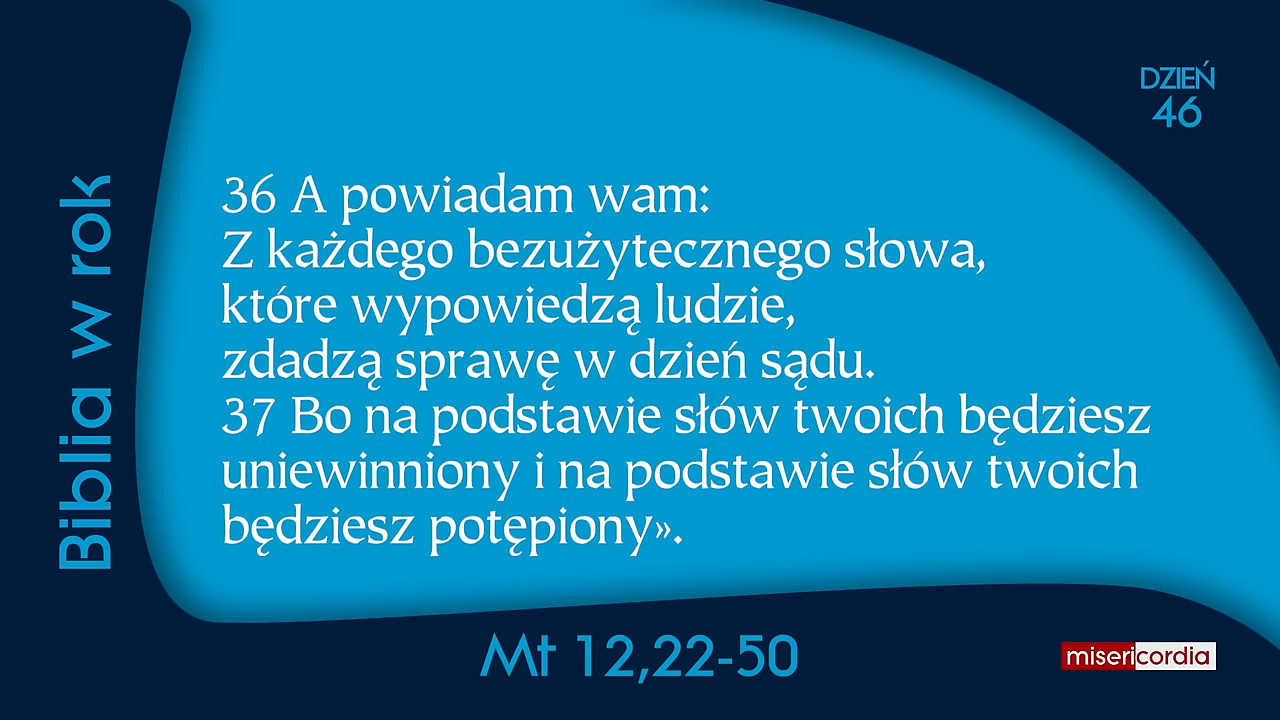 DZIEŃ
46
Biblia w rok
36 A powiadam wam:
Z każdego bezużytecznego słowa,
które wypowiedzą ludzie,
zdadzą sprawę w dzień sądu.
37 Bo na podstawie słów twoich będziesz
uniewinniony i na podstawie słów twoich
będziesz potępiony».
Mt 12,22-50
misericordia